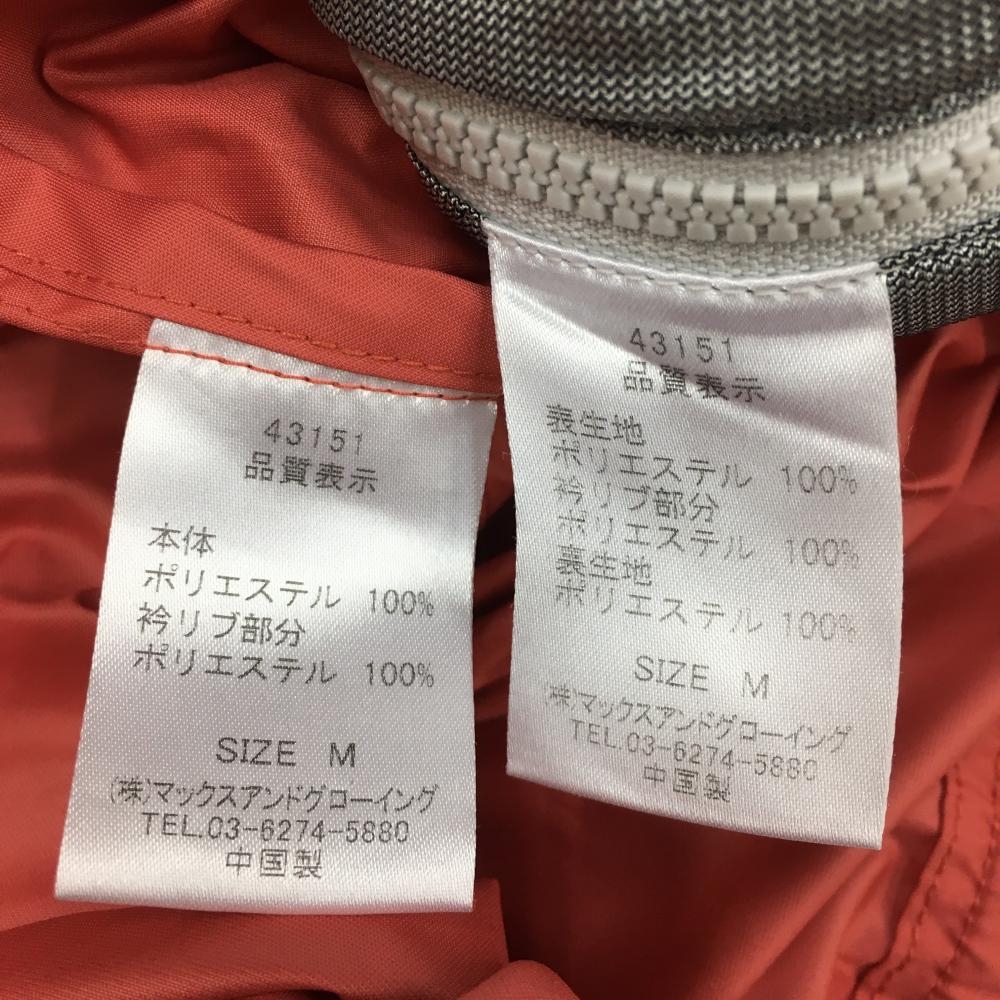 43151
品質表示
本体
ポリエステル 100%
衿リブ部分
ポリエステル 100%
SIZE M
(株)マックスアンドグローイング
TEL.03-6274-5880
中国製
43151
品質表示
表生地
ポリエステル 100%
衿リブ部分
ポリエステル 100%
裏生地
ポリエステル 100%
SIZE M
(株)マックスアンドグローイング
TEL.03-6274-5880
中国製